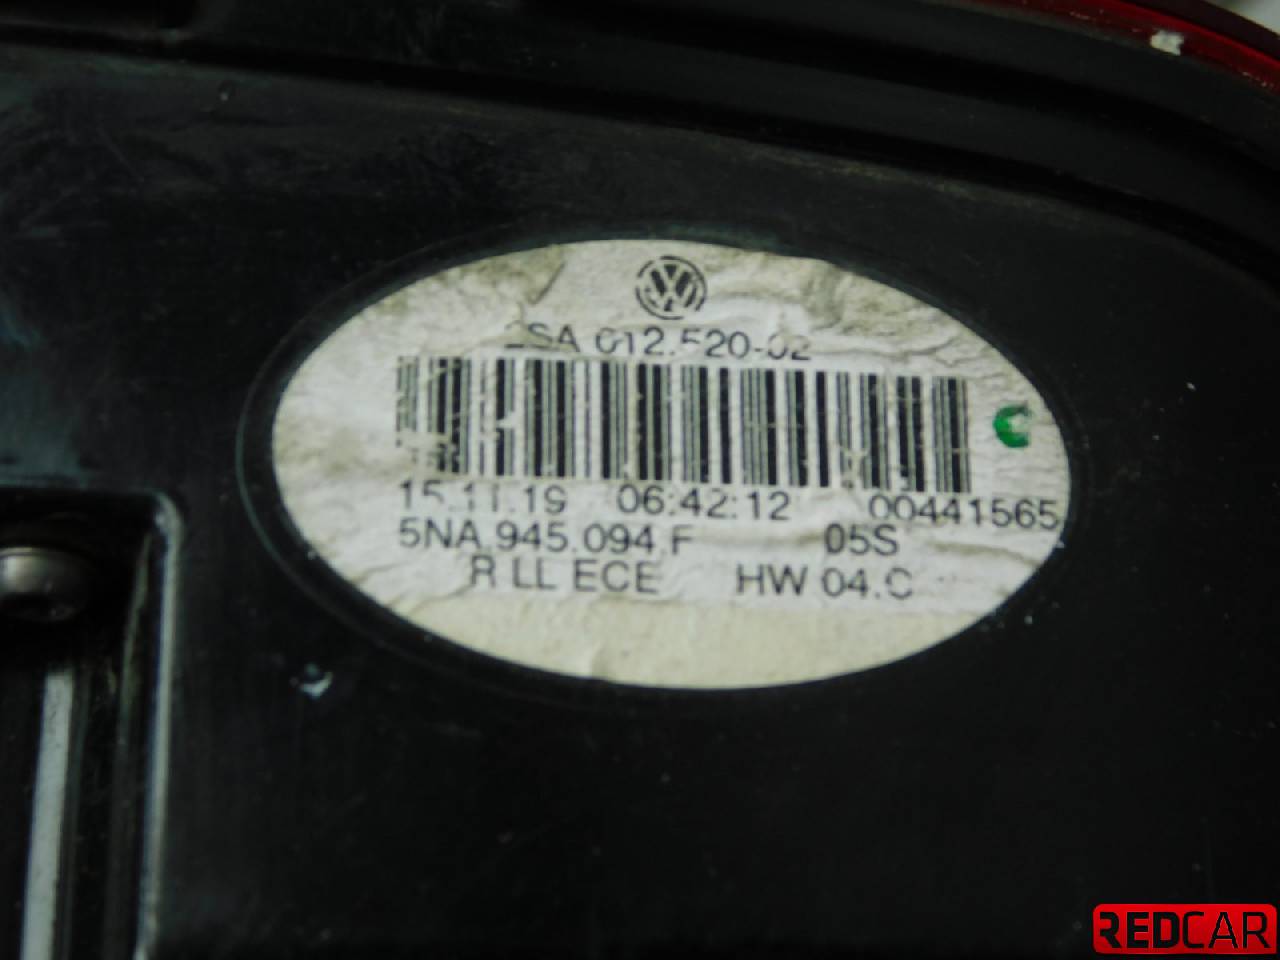 2SA 012.520-02
15.11.19 06:42:12 00441565
5NA.945.094.F 05S
R LL ECE HW 04.C
REDCAR